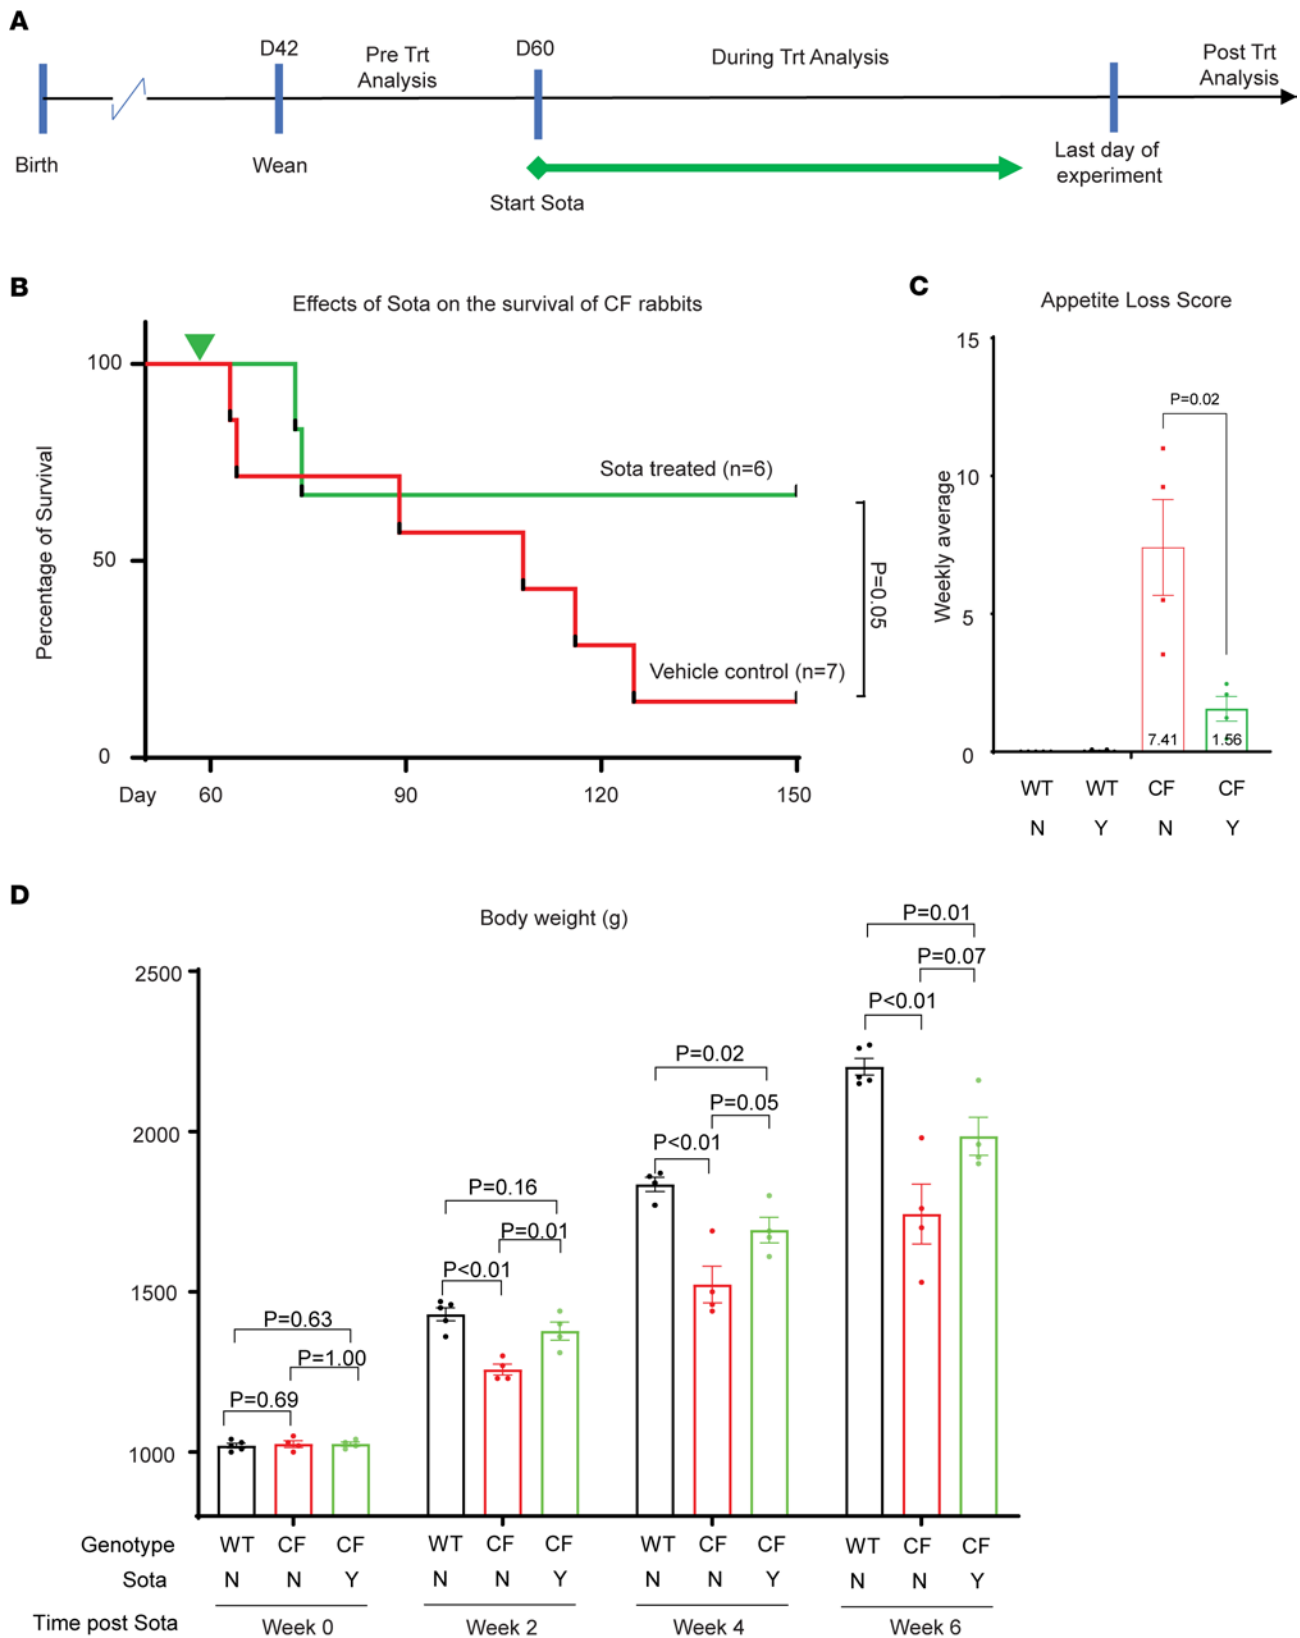 A
D42
Pre Trt
Analysis
D60
During Trt Analysis
Post Trt
Analysis
Birth
Wean
Start Sota
Last day of
experiment
B
Effects of Sota on the survival of CF rabbits
Percentage of Survival
100
50
0
Sota treated (n=6)
Vehicle control (n=7)
P=0.05
Day 60 90 120 150
C
Appetite Loss Score
Weekly average
15
10
5
0
P=0.02
7.41 1.56
WT WT CF CF
N Y N Y
D
Body weight (g)
2500
2000
1500
1000
P=0.63
P=1.00
P=0.69
P=0.16
P=0.01
P<0.01
P=0.02
P=0.05
P<0.01
P=0.01
P=0.07
P<0.01
Genotype WT CF CF WT CF CF WT CF CF WT CF CF
Sota N N Y N N Y N N Y N N Y
Time post Sota Week 0 Week 2 Week 4 Week 6